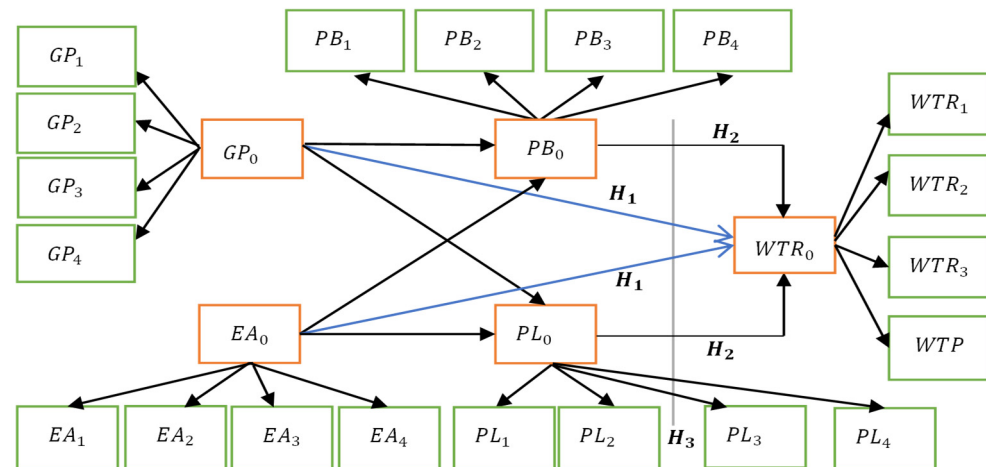 GP₁
GP₂
GP₃
GP₄
GP₀
PB₁
PB₂
PB₃
PB₄
PB₀
H₂
H₁
WTR₀
WTR₁
WTR₂
WTR₃
WTP
H₁
EA₀
PL₀
H₂
EA₁
EA₂
EA₃
EA₄
PL₁
PL₂
H₃
PL₃
PL₄